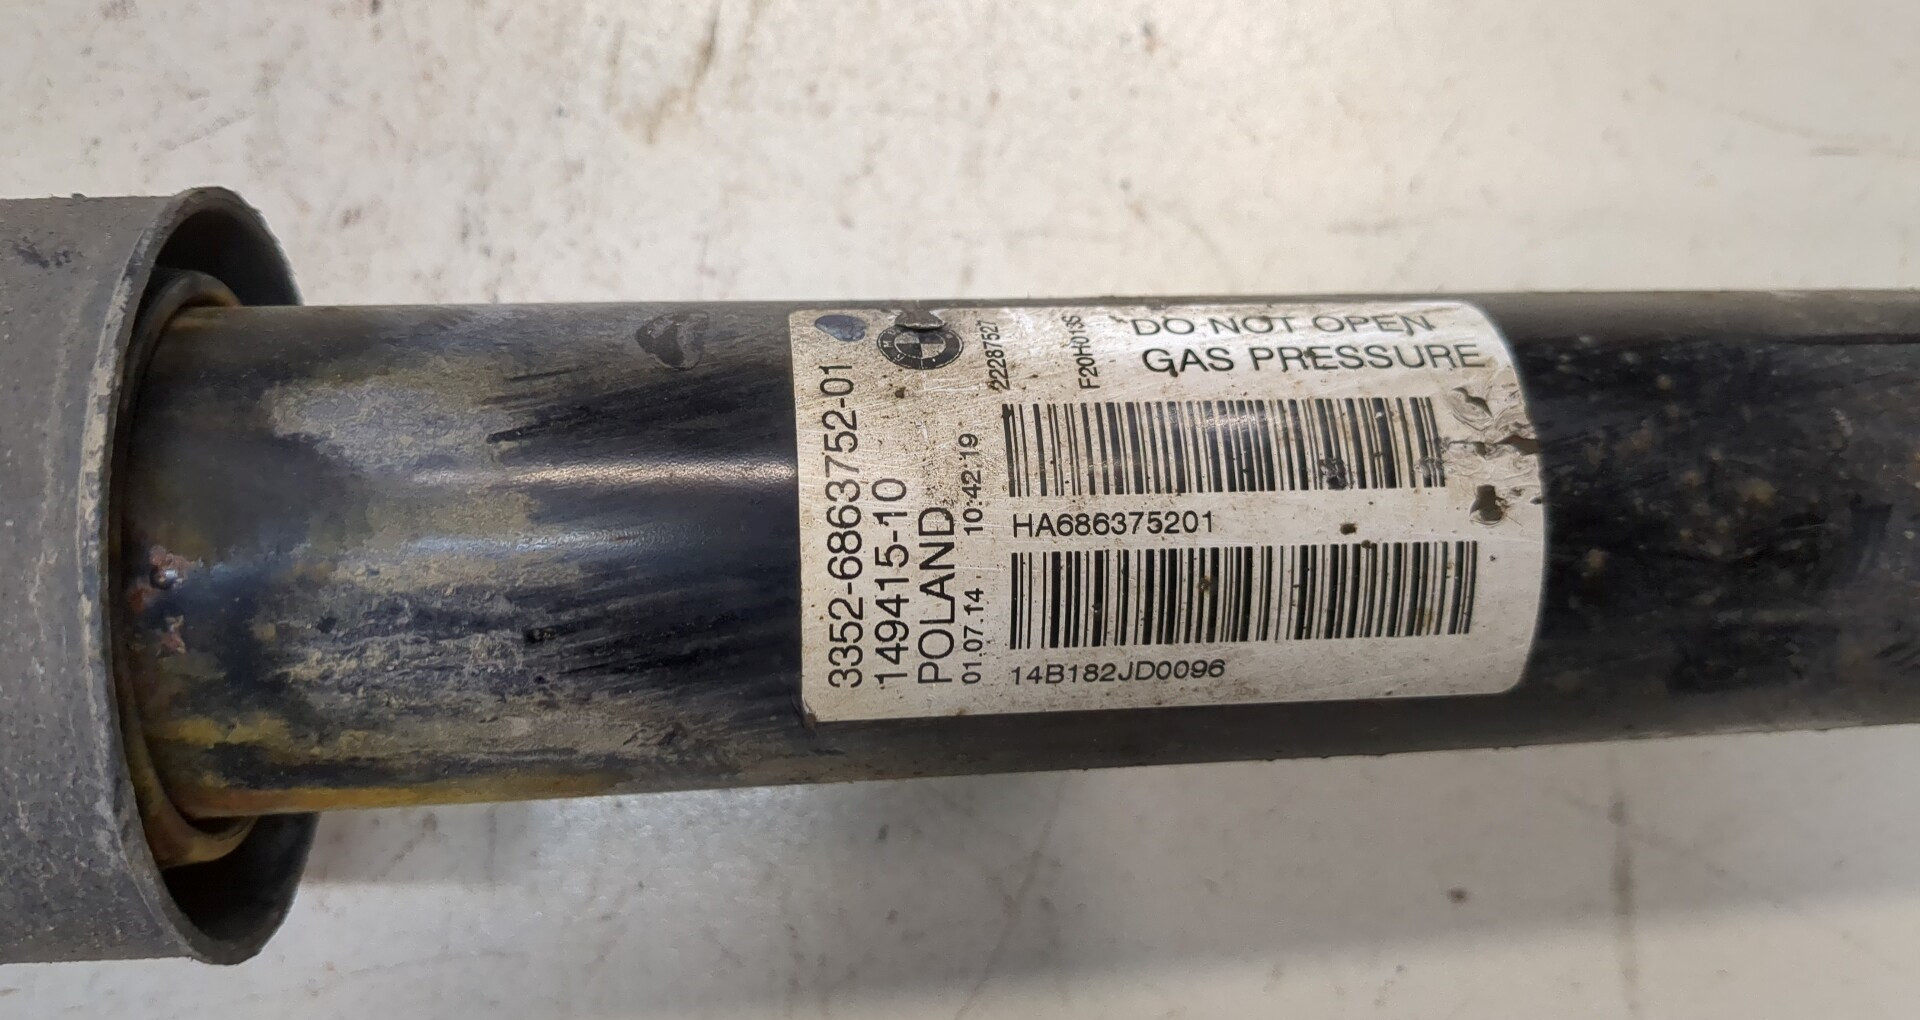 DO NOT OPEN
GAS PRESSURE
HA686375201
14B182JD0096
3352-6863752-01
149415-10
POLAND
01.07.14 10:42:19
22287527
F20H013S